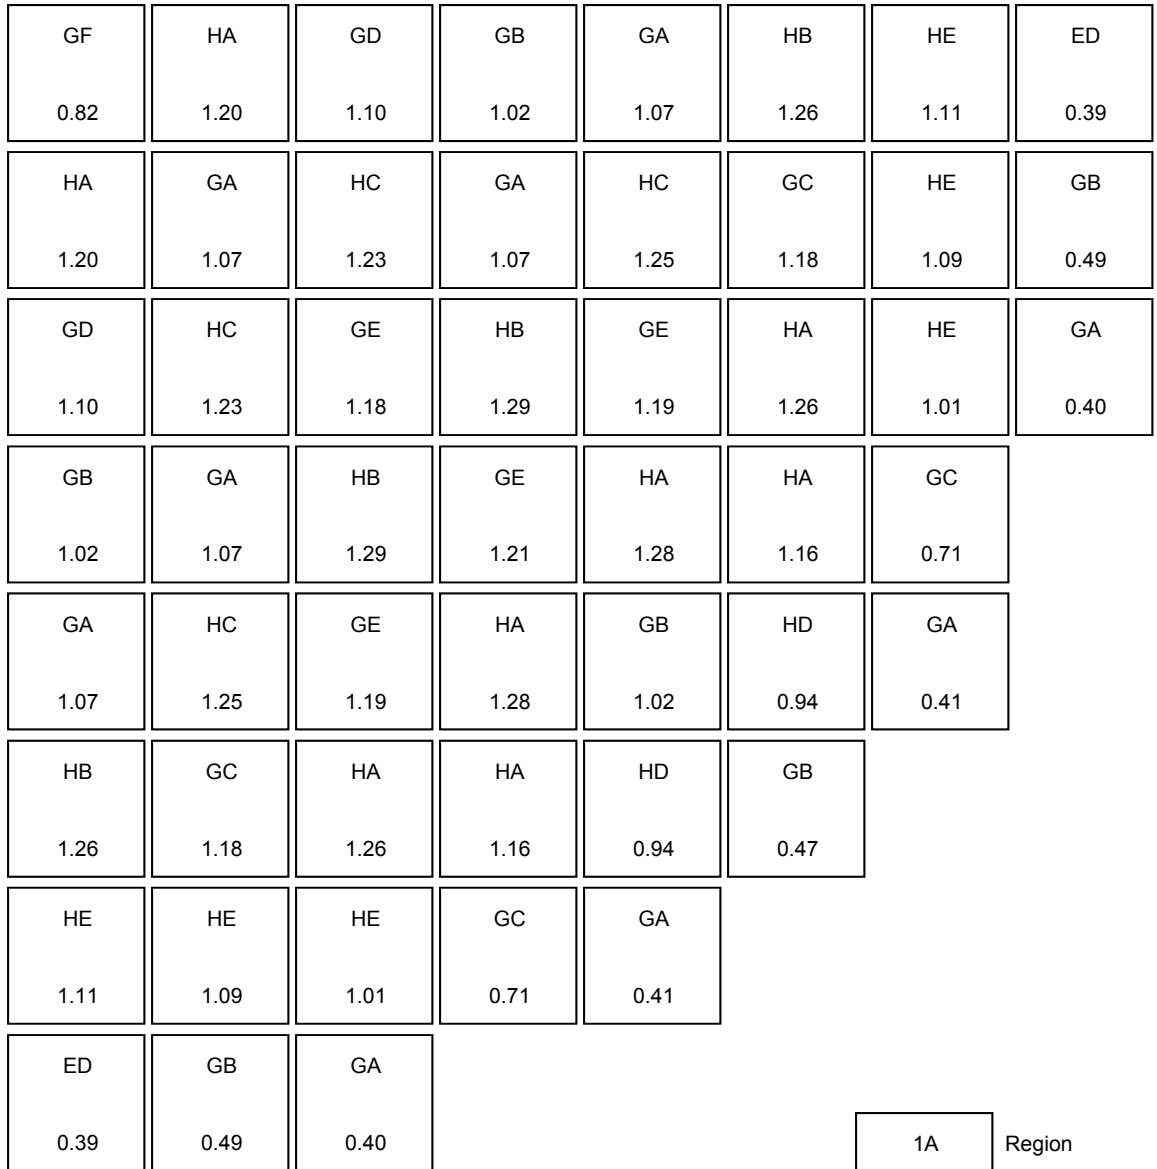 GF HA GD GB GA HB HE ED
0.82 1.20 1.10 1.02 1.07 1.26 1.11 0.39
HA GA HC GA HC GC HE GB
1.20 1.07 1.23 1.07 1.25 1.18 1.09 0.49
GD HC GE HB GE HA HE GA
1.10 1.23 1.18 1.29 1.19 1.26 1.01 0.40
GB GA HB GE HA HA GC
1.02 1.07 1.29 1.21 1.28 1.16 0.71
GA HC GE HA GB HD GA
1.07 1.25 1.19 1.28 1.02 0.94 0.41
HB GC HA HA HD GB
1.26 1.18 1.26 1.16 0.94 0.47
HE HE HE GC GA
1.11 1.09 1.01 0.71 0.41
ED GB GA
0.39 0.49 0.40 1A Region